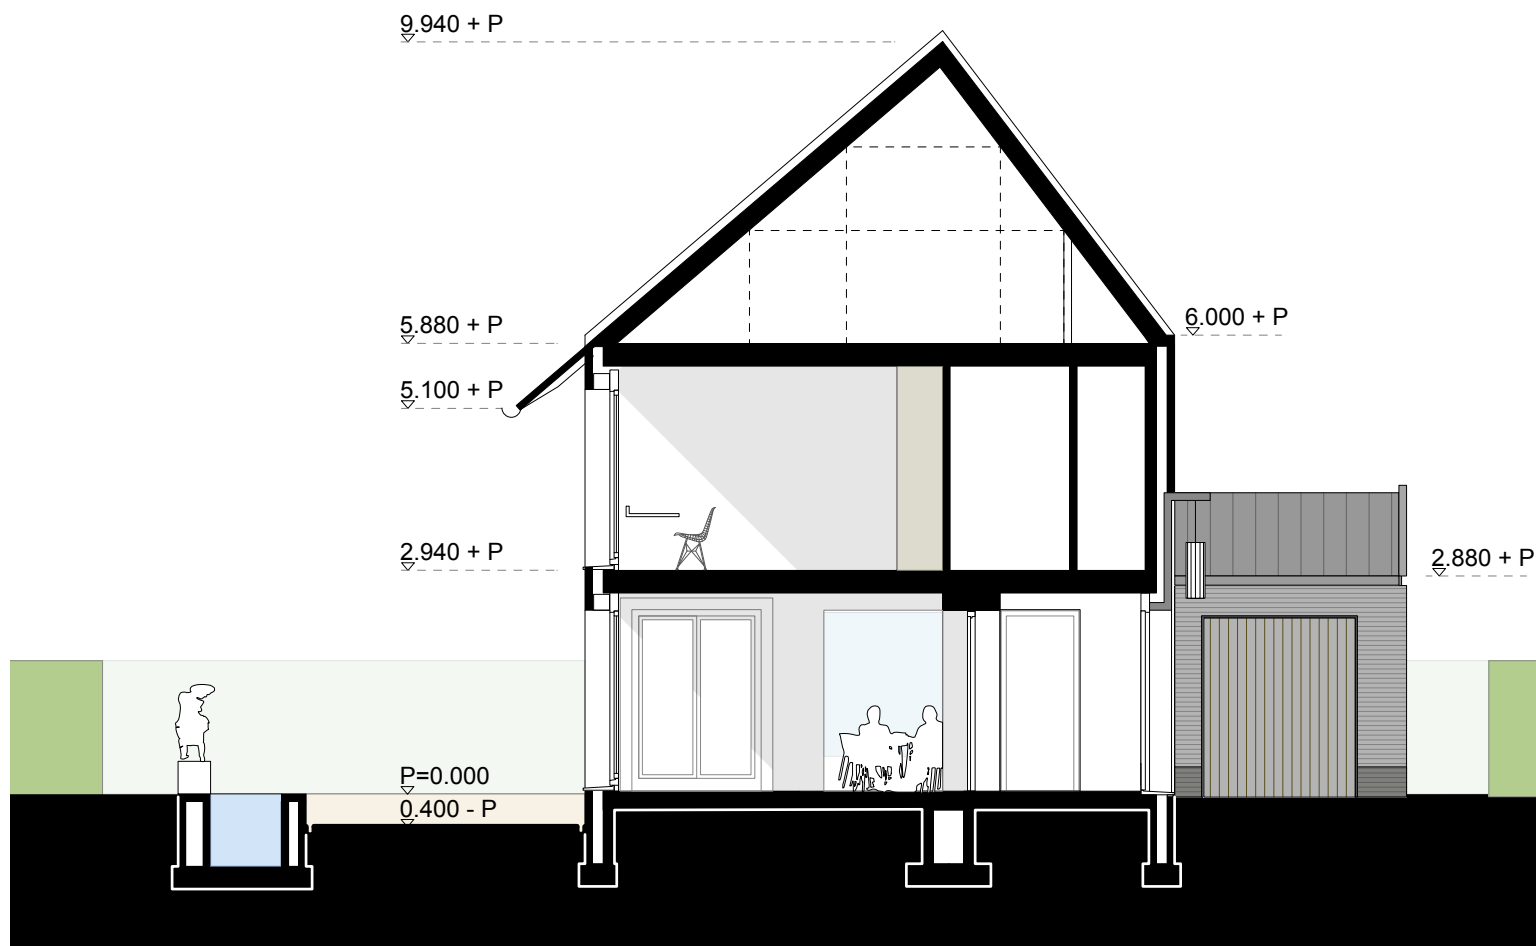 9.940 + P
5.880 + P
6.000 + P
5.100 + P
2.940 + P
2.880 + P
P=0.000
0.400 - P